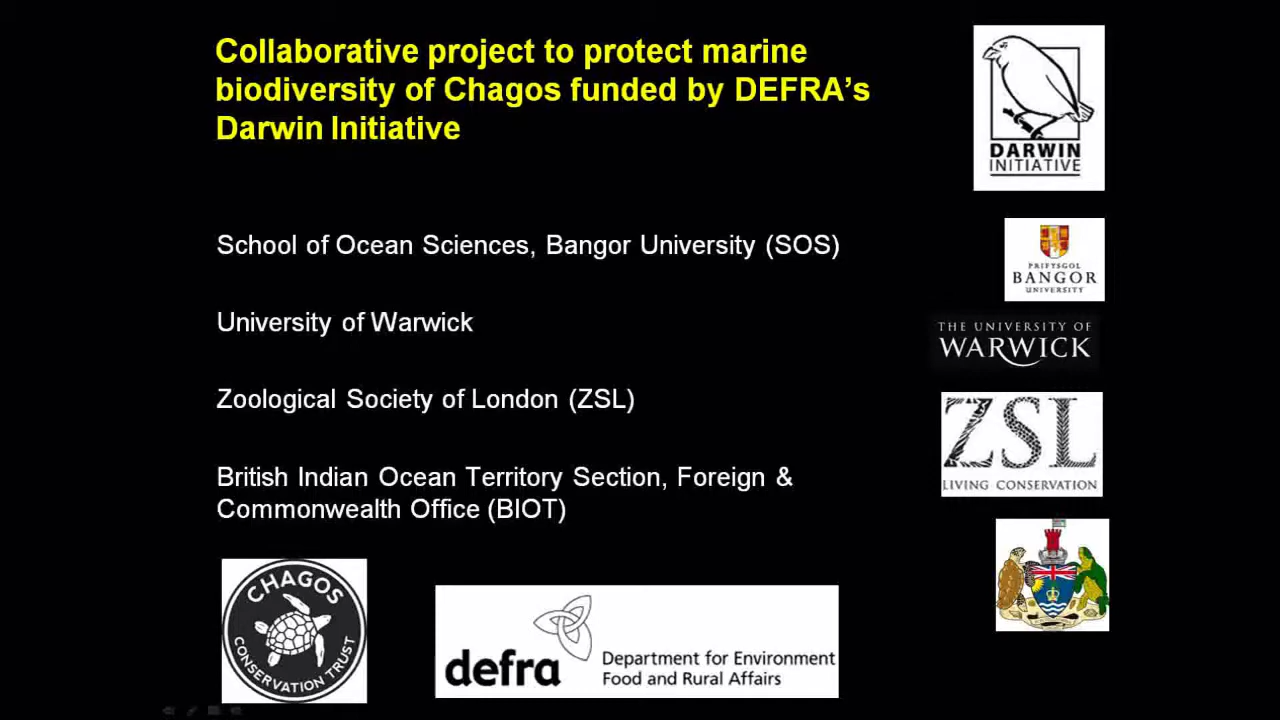 Collaborative project to protect marine
biodiversity of Chagos funded by DEFRA’s
Darwin Initiative
DARWIN
INITIATIVE
School of Ocean Sciences, Bangor University (SOS)
PRIFYSGOL
BANGOR
UNIVERSITY
University of Warwick
THE UNIVERSITY OF
WARWICK
Zoological Society of London (ZSL)
ZSL
LIVING CONSERVATION
British Indian Ocean Territory Section, Foreign &
Commonwealth Office (BIOT)
CHAGOS
CONSERVATION TRUST
defra
Department for Environment
Food and Rural Affairs